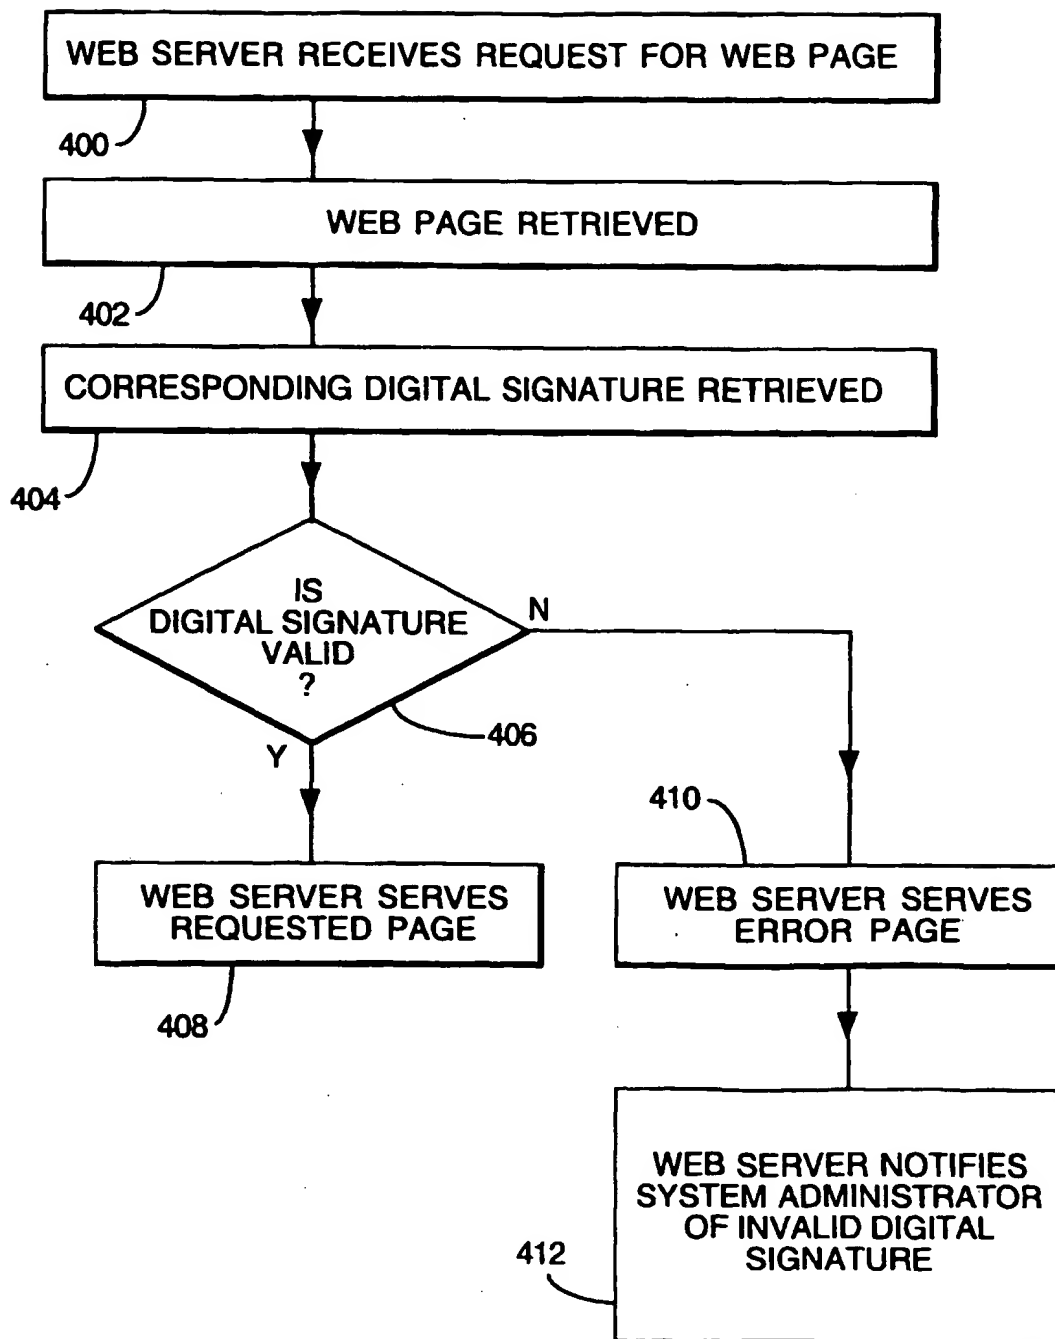 WEB SERVER RECEIVES REQUEST FOR WEB PAGE
400
WEB PAGE RETRIEVED
402
CORRESPONDING DIGITAL SIGNATURE RETRIEVED
404
IS
DIGITAL SIGNATURE
VALID
?
N
406
Y
410
WEB SERVER SERVES
REQUESTED PAGE
408
WEB SERVER SERVES
ERROR PAGE
WEB SERVER NOTIFIES
SYSTEM ADMINISTRATOR
OF INVALID DIGITAL
SIGNATURE
412